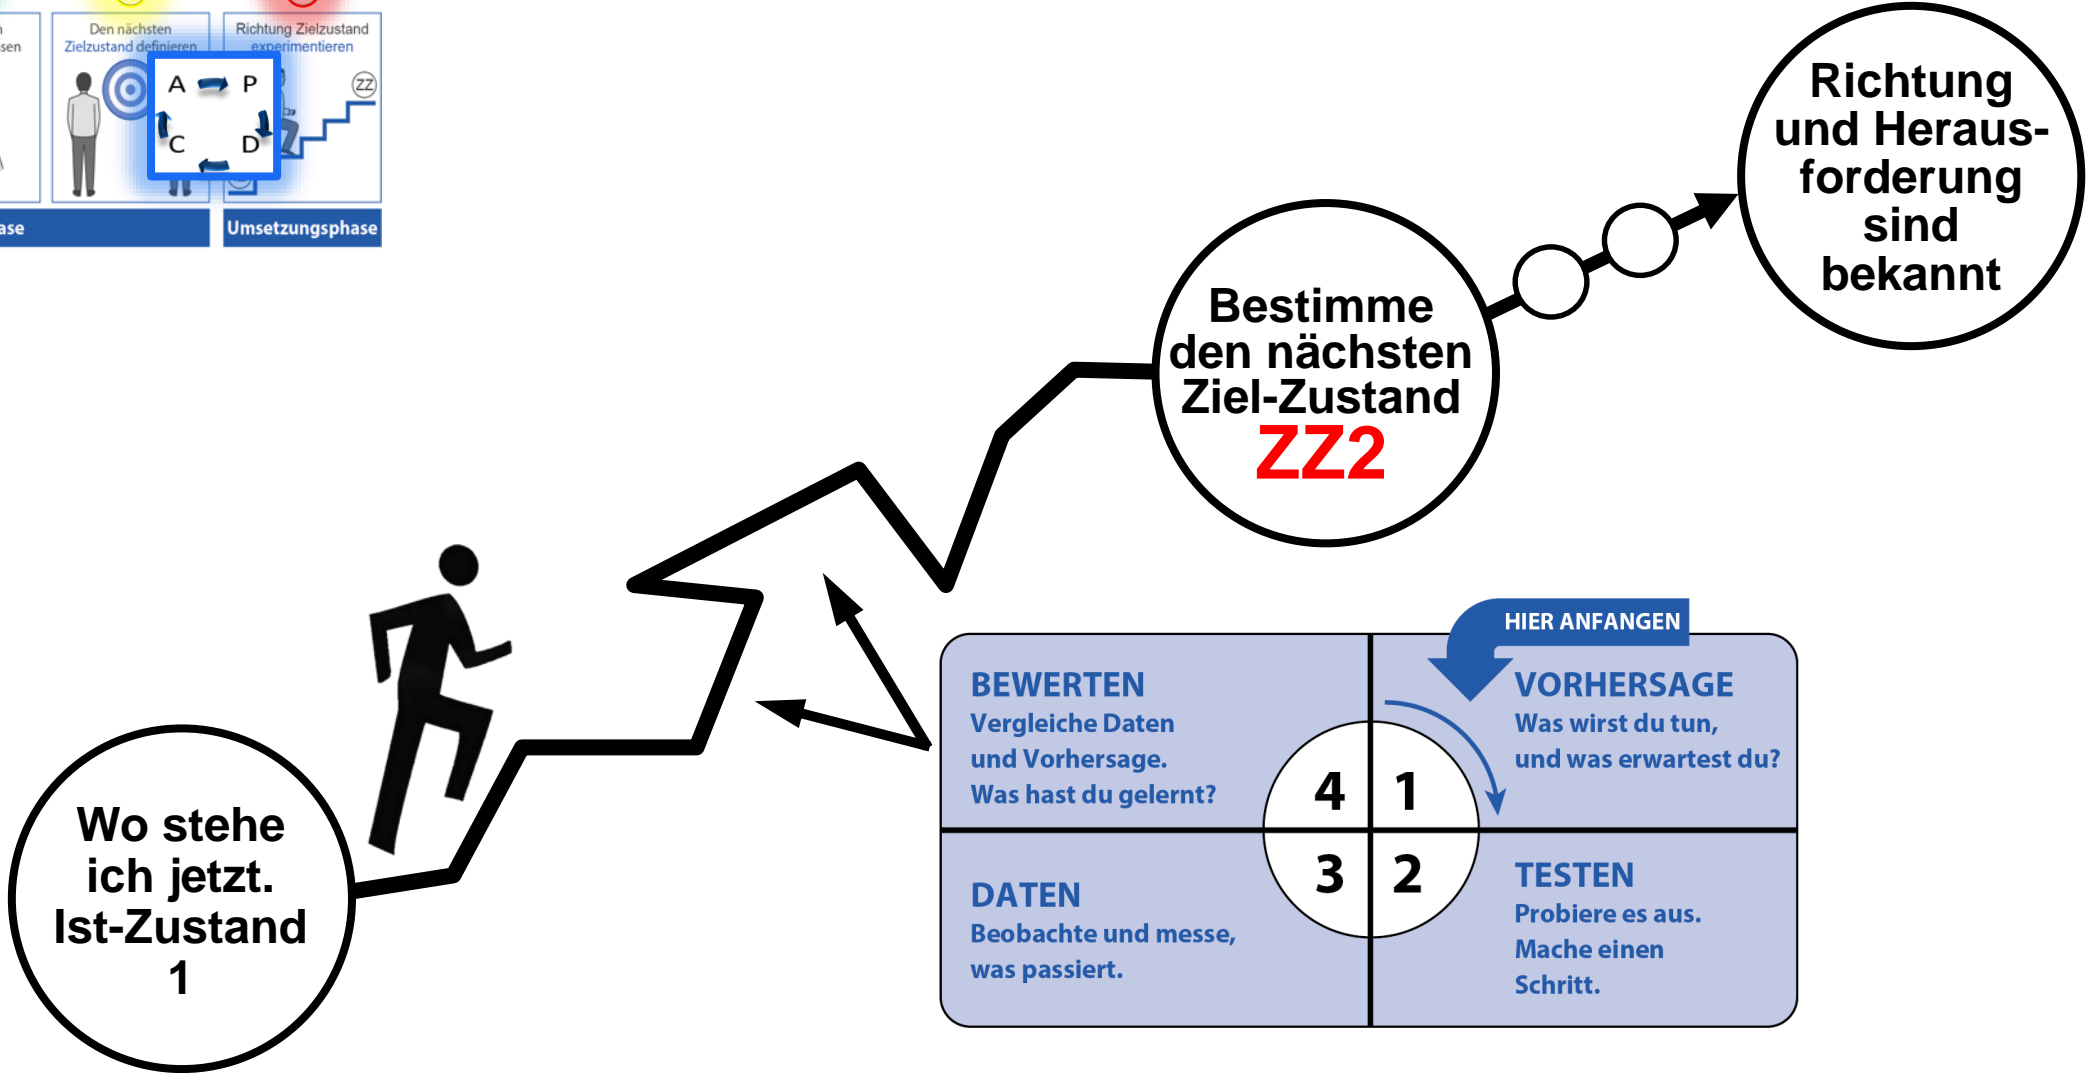 Den nächsten
Zielzustand definieren
Richtung Zielzustand
experimentieren
ZZ
A P
C D
Umsetzungsphase
Richtung
und Heraus-
forderung
sind
bekannt
Bestimme
den nächsten
Ziel-Zustand
ZZ2
Wo stehe
ich jetzt.
Ist-Zustand
1
HIER ANFANGEN
BEWERTEN
Vergleiche Daten
und Vorhersage.
Was hast du gelernt?
VORHERSAGE
Was wirst du tun,
und was erwartest du?
4 1
3 2
DATEN
Beobachte und messe,
was passiert.
TESTEN
Probiere es aus.
Mache einen
Schritt.